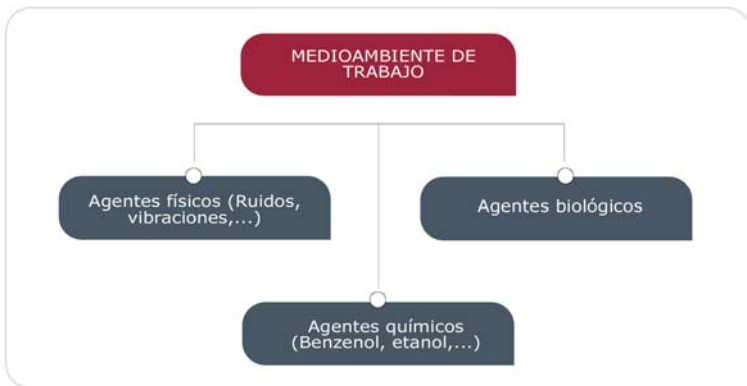 MEDIOAMBIENTE DE
TRABAJO
Agentes físicos (Ruidos,
vibraciones,...)
Agentes biológicos
Agentes químicos
(Benzenol, etanol,...)